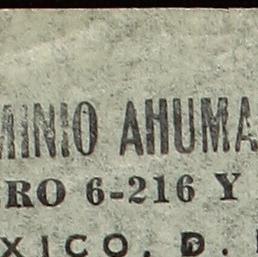 MINIO AHUMA
RO 6-216 Y
XICO, D.